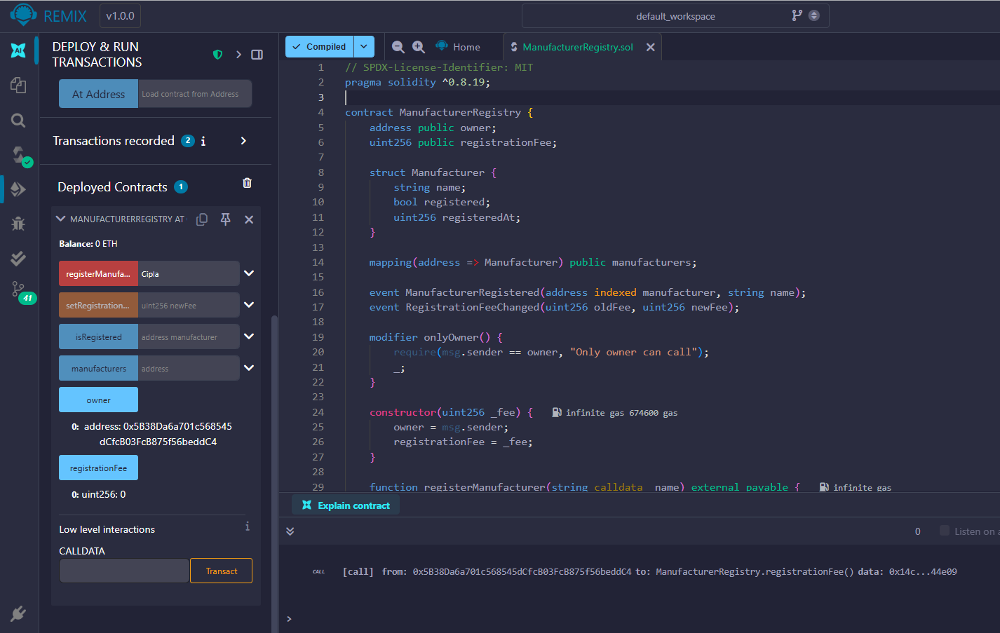 REMIX v1.0.0
default_workspace
DEPLOY & RUN
TRANSACTIONS
At Address Load contract from Address
Transactions recorded 2 i
Deployed Contracts 1
MANUFACTURERREGISTRY AT
Balance: 0 ETH
registerManufa... Cipla
setRegistration... uint256 newFee
isRegistered address manufacturer
manufacturers address
owner
0: address: 0x5B38Da6a701c568545
dCfcB03FcB875f56beddC4
registrationFee
0: uint256: 0
Low level interactions i
CALLDATA
Transact
AI
41
Compiled
Home
ManufacturerRegistry.sol
1 // SPDX-License-Identifier: MIT
2 pragma solidity ^0.8.19;
3
4 contract ManufacturerRegistry {
5 address public owner;
6 uint256 public registrationFee;
7
8 struct Manufacturer {
9 string name;
10 bool registered;
11 uint256 registeredAt;
12 }
13
14 mapping(address => Manufacturer) public manufacturers;
15
16 event ManufacturerRegistered(address indexed manufacturer, string name);
17 event RegistrationFeeChanged(uint256 oldFee, uint256 newFee);
18
19 modifier onlyOwner() {
20 require(msg.sender == owner, "Only owner can call");
21 _;
22 }
23
24 constructor(uint256 _fee) { infinite gas 674600 gas
25 owner = msg.sender;
26 registrationFee = _fee;
27 }
28
29 function registerManufacturer(string calldata _name) external payable { infinite gas
Explain contract
0 Listen on a
CALL [call] from: 0x5B38Da6a701c568545dCfcB03FcB875f56beddC4 to: ManufacturerRegistry.registrationFee() data: 0x14c...44e09
>